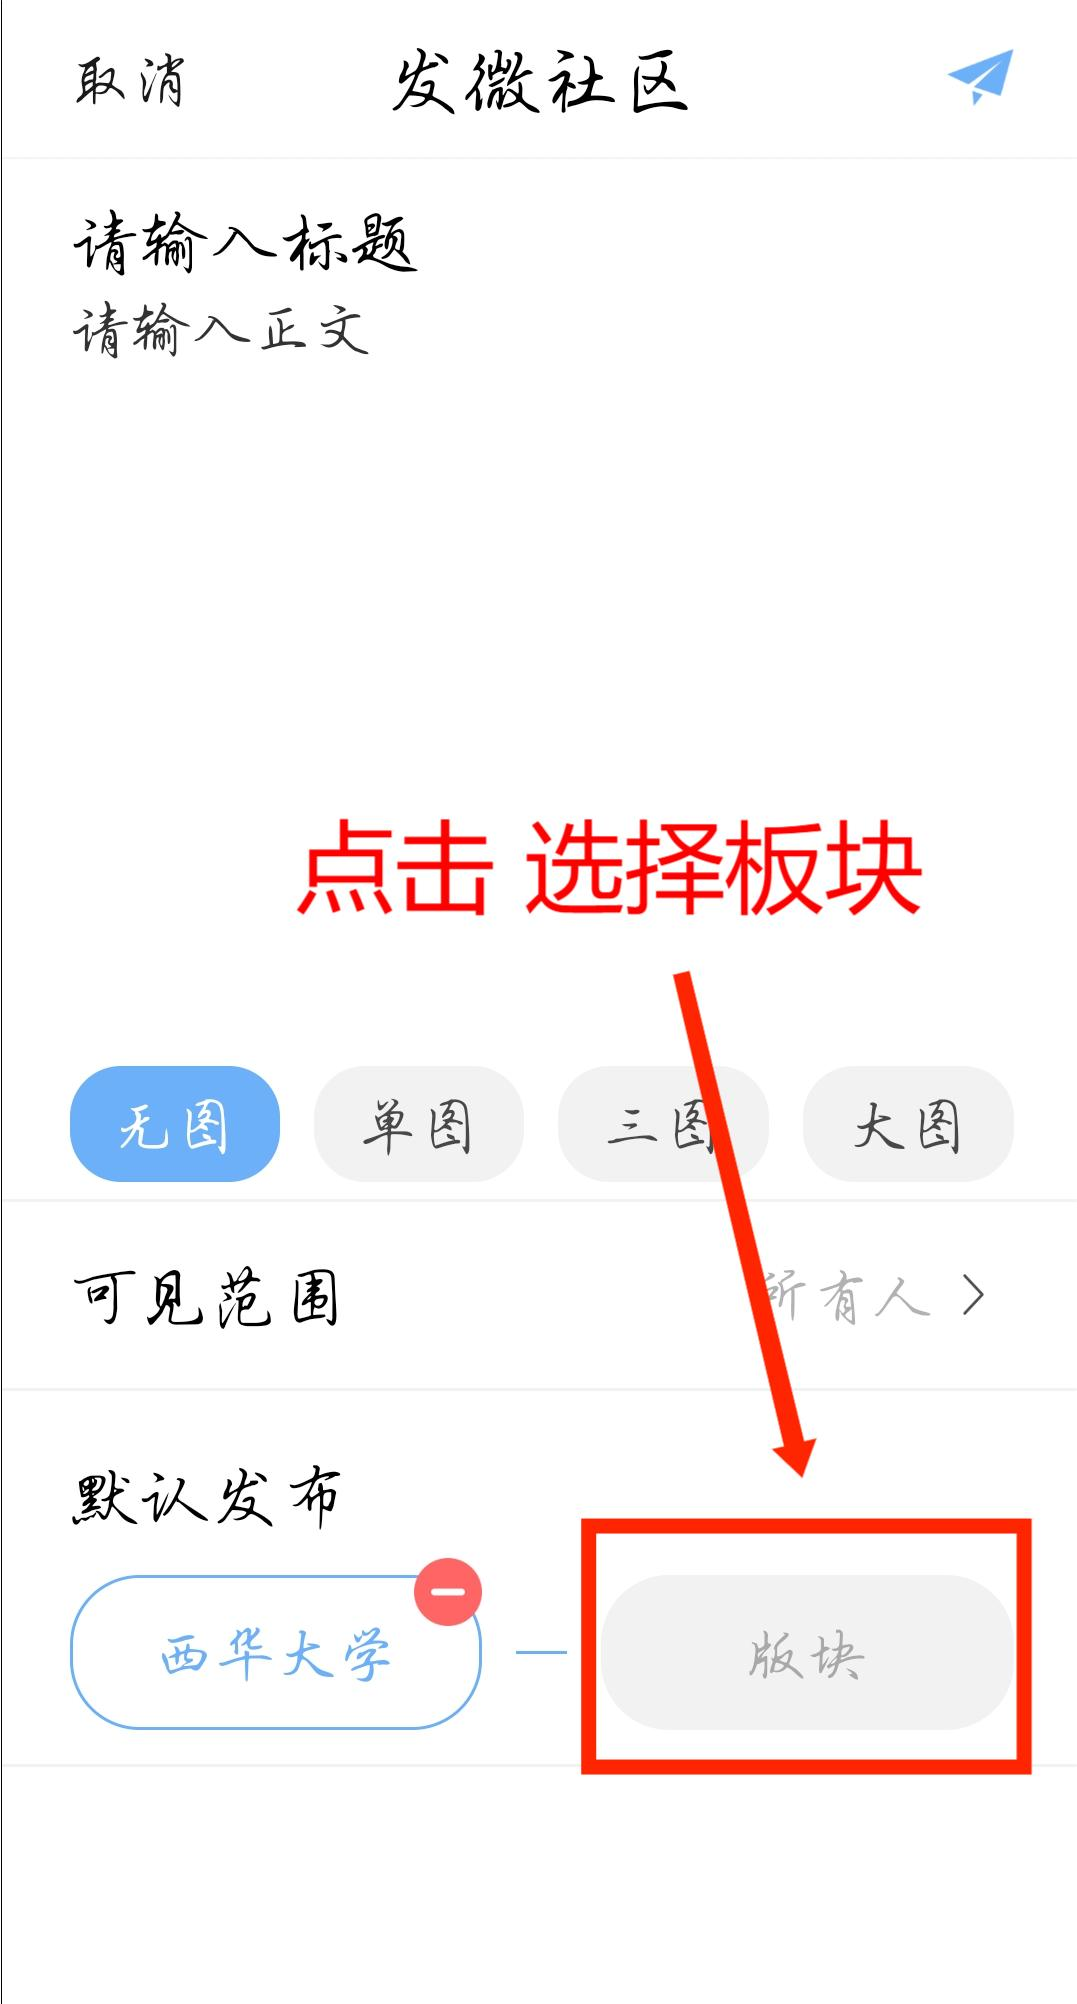 取消
发微社区
请输入标题
请输入正文
点击 选择板块
无图
单图
三图
大图
可见范围
所有人
默认发布
西华大学
版块